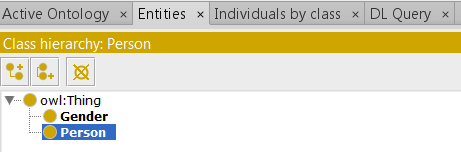 Active Ontology × Entities × Individuals by class × DL Query ×
Class hierarchy: Person
owl:Thing
Gender
Person